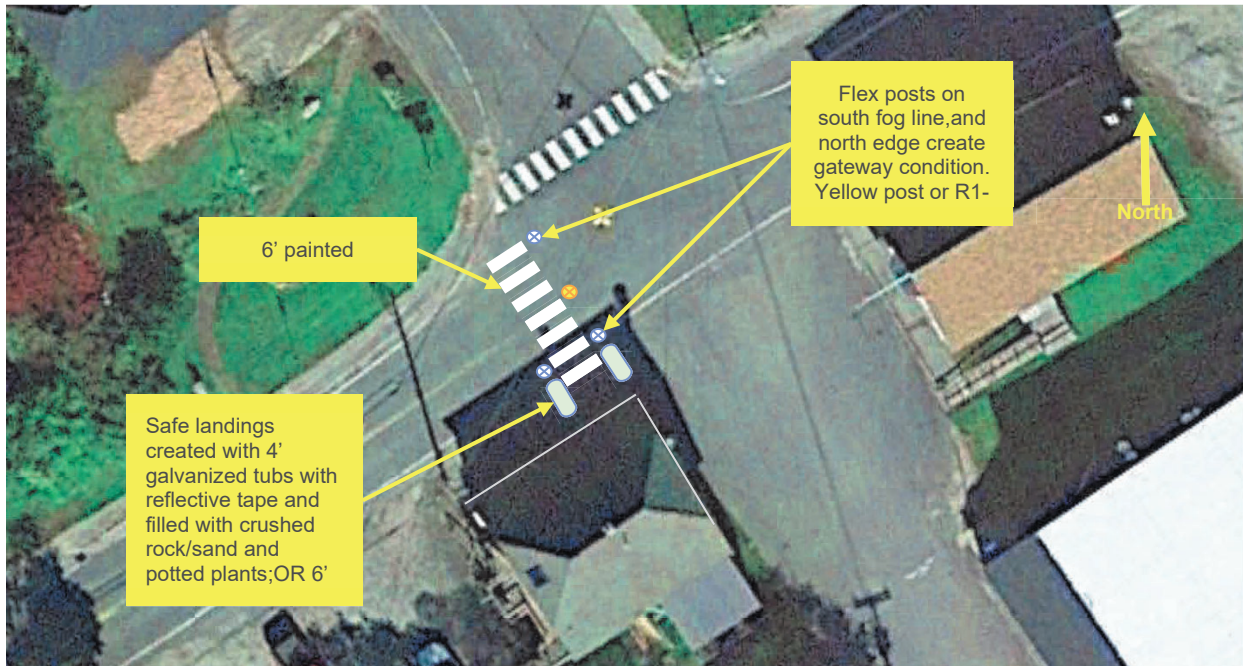 Flex posts on
south fog line,and
north edge create
gateway condition.
Yellow post or R1-
North
6’ painted
Safe landings
created with 4’
galvanized tubs with
reflective tape and
filled with crushed
rock/sand and
potted plants;OR 6’